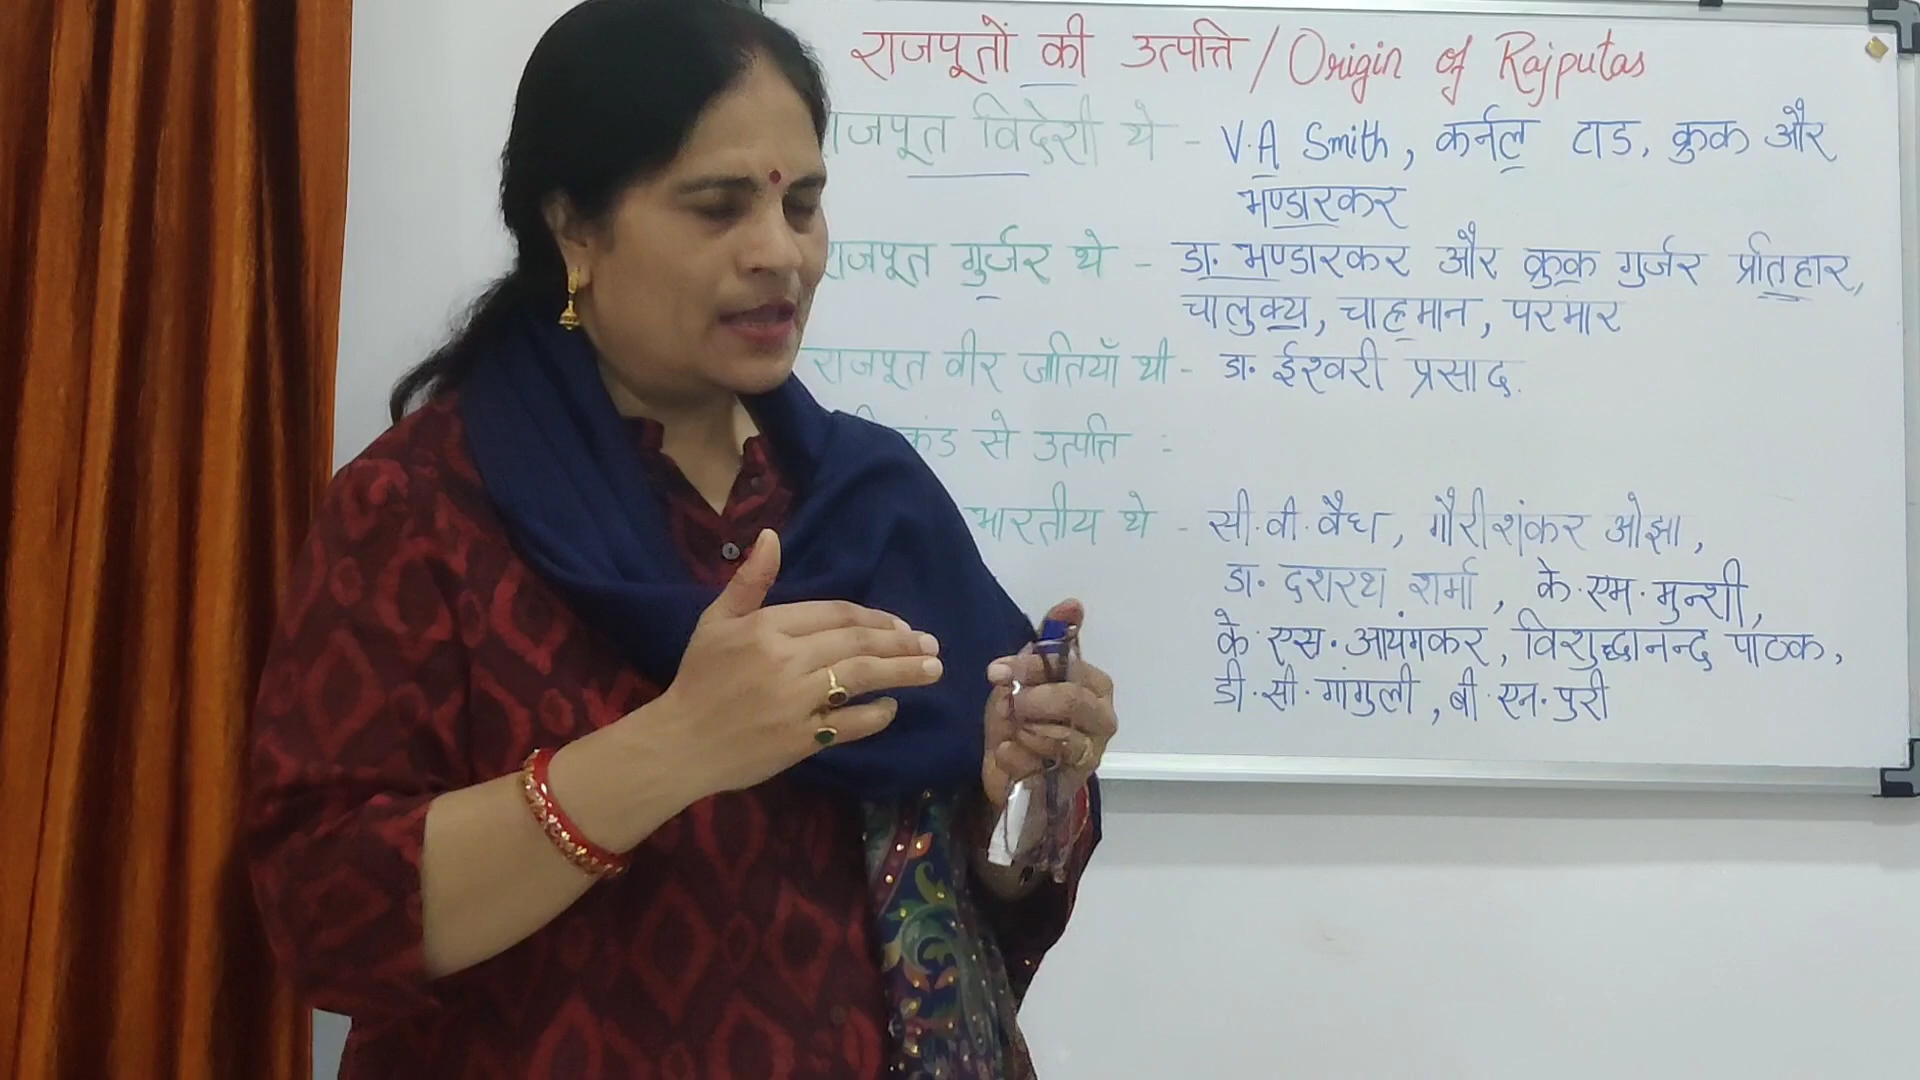 राजपूतों की उत्पत्ति / Origin of Rajputas
विदेशी थे - V.A Smith, कर्नल टाड, क्रुक और
भण्डारकर
राजपूत गुर्जर थे - डा. भण्डारकर और क्रुक गुर्जर प्रतिहार,
चालुक्य, चाहमान, परमार
राजपूत वीर जातियाँ थी - डा. ईश्वरी प्रसाद.
से उत्पत्ति :-
भारतीय थे - सी.वी.वैध, गौरीशंकर ओझा,
डा. दशरथ शर्मा, के.एम.मुन्शी,
के.एस.आयंगकर, विशुद्धानन्द पाठक,
डी.सी.गांगुली, बी.एन.पुरी